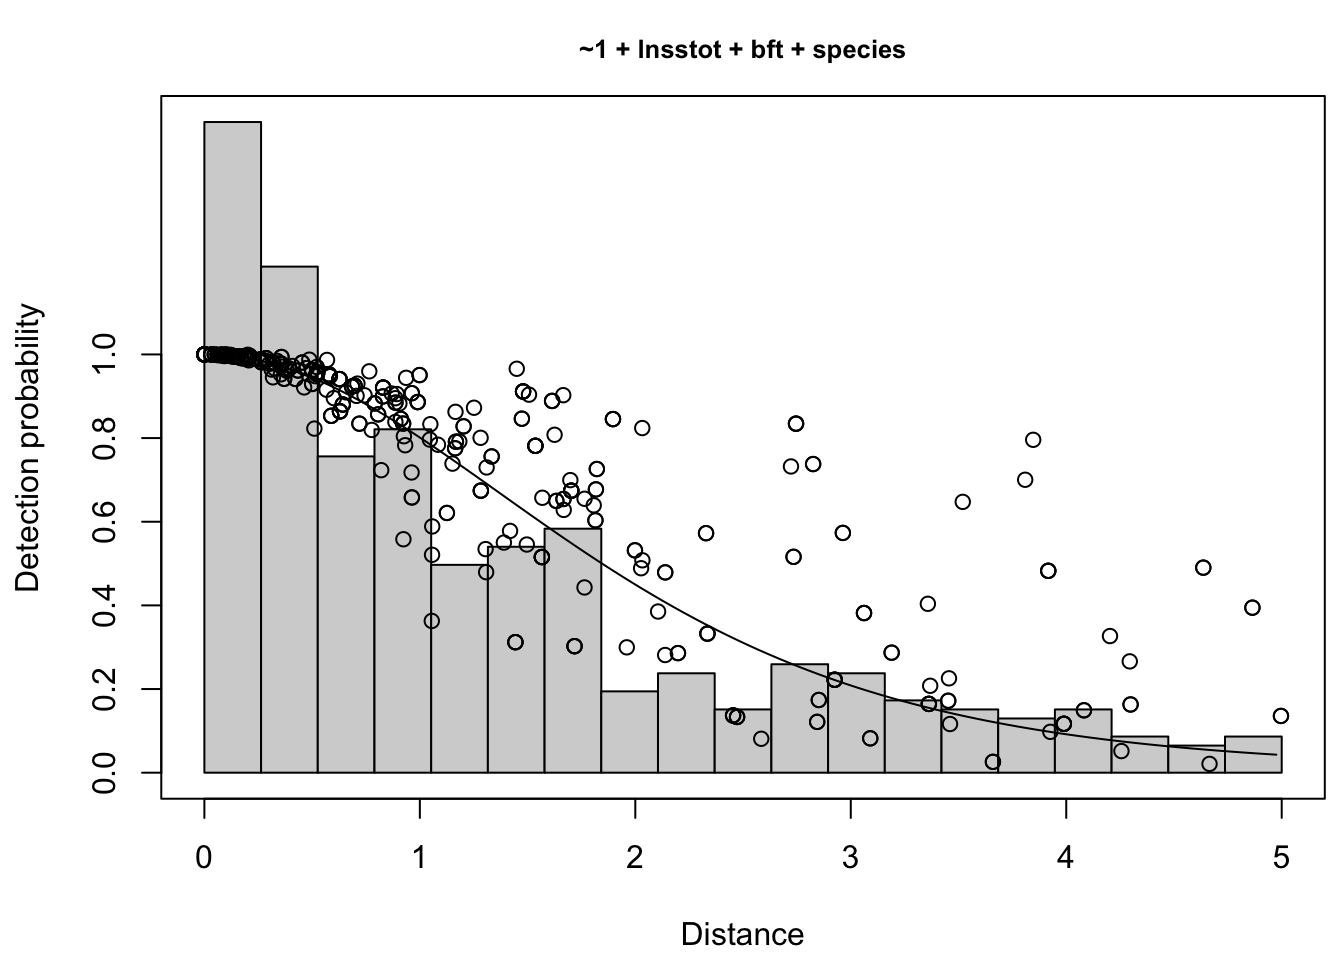 ~1 + lnsstot + bft + species
Detection probability
1.0
0.8
0.6
0.4
0.2
0.0
0 1 2 3 4 5
Distance